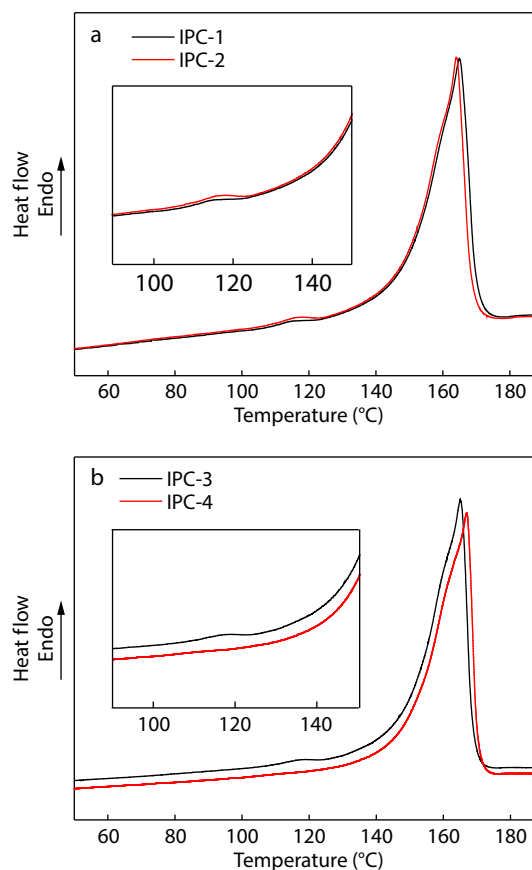 a
IPC-1
IPC-2
Heat flow
Endo
100 120 140
60 80 100 120 140 160 180
Temperature (°C)
b
IPC-3
IPC-4
Heat flow
Endo
100 120 140
60 80 100 120 140 160 180
Temperature (°C)